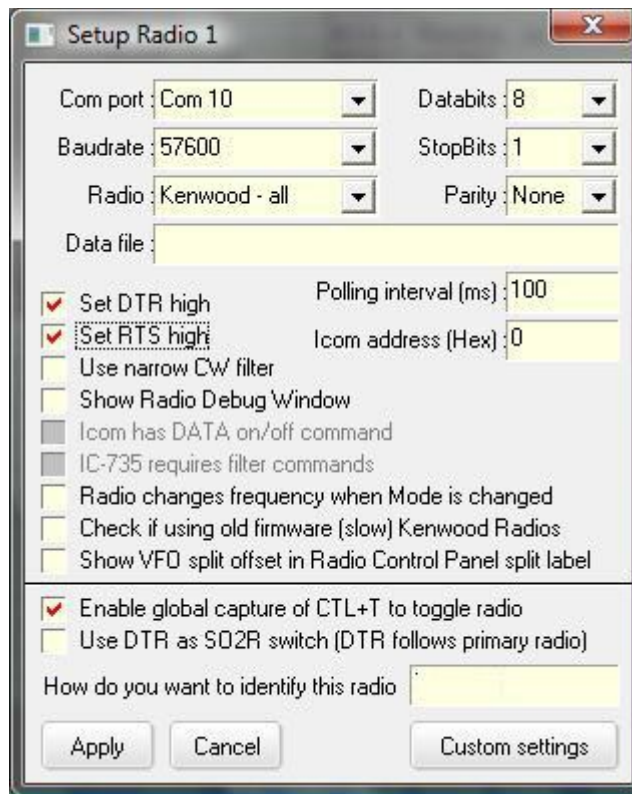 Setup Radio 1
Com port : Com 10 Databits : 8
Baudrate : 57600 StopBits : 1
Radio : Kenwood - all Parity : None
Data file :
Set DTR high Polling interval (ms) : 100
Set RTS high Icom address (Hex) : 0
Use narrow CW filter
Show Radio Debug Window
Icom has DATA on/off command
IC-735 requires filter commands
Radio changes frequency when Mode is changed
Check if using old firmware (slow) Kenwood Radios
Show VFO split offset in Radio Control Panel split label
Enable global capture of CTL+T to toggle radio
Use DTR as SO2R switch (DTR follows primary radio)
How do you want to identify this radio
Apply Cancel Custom settings